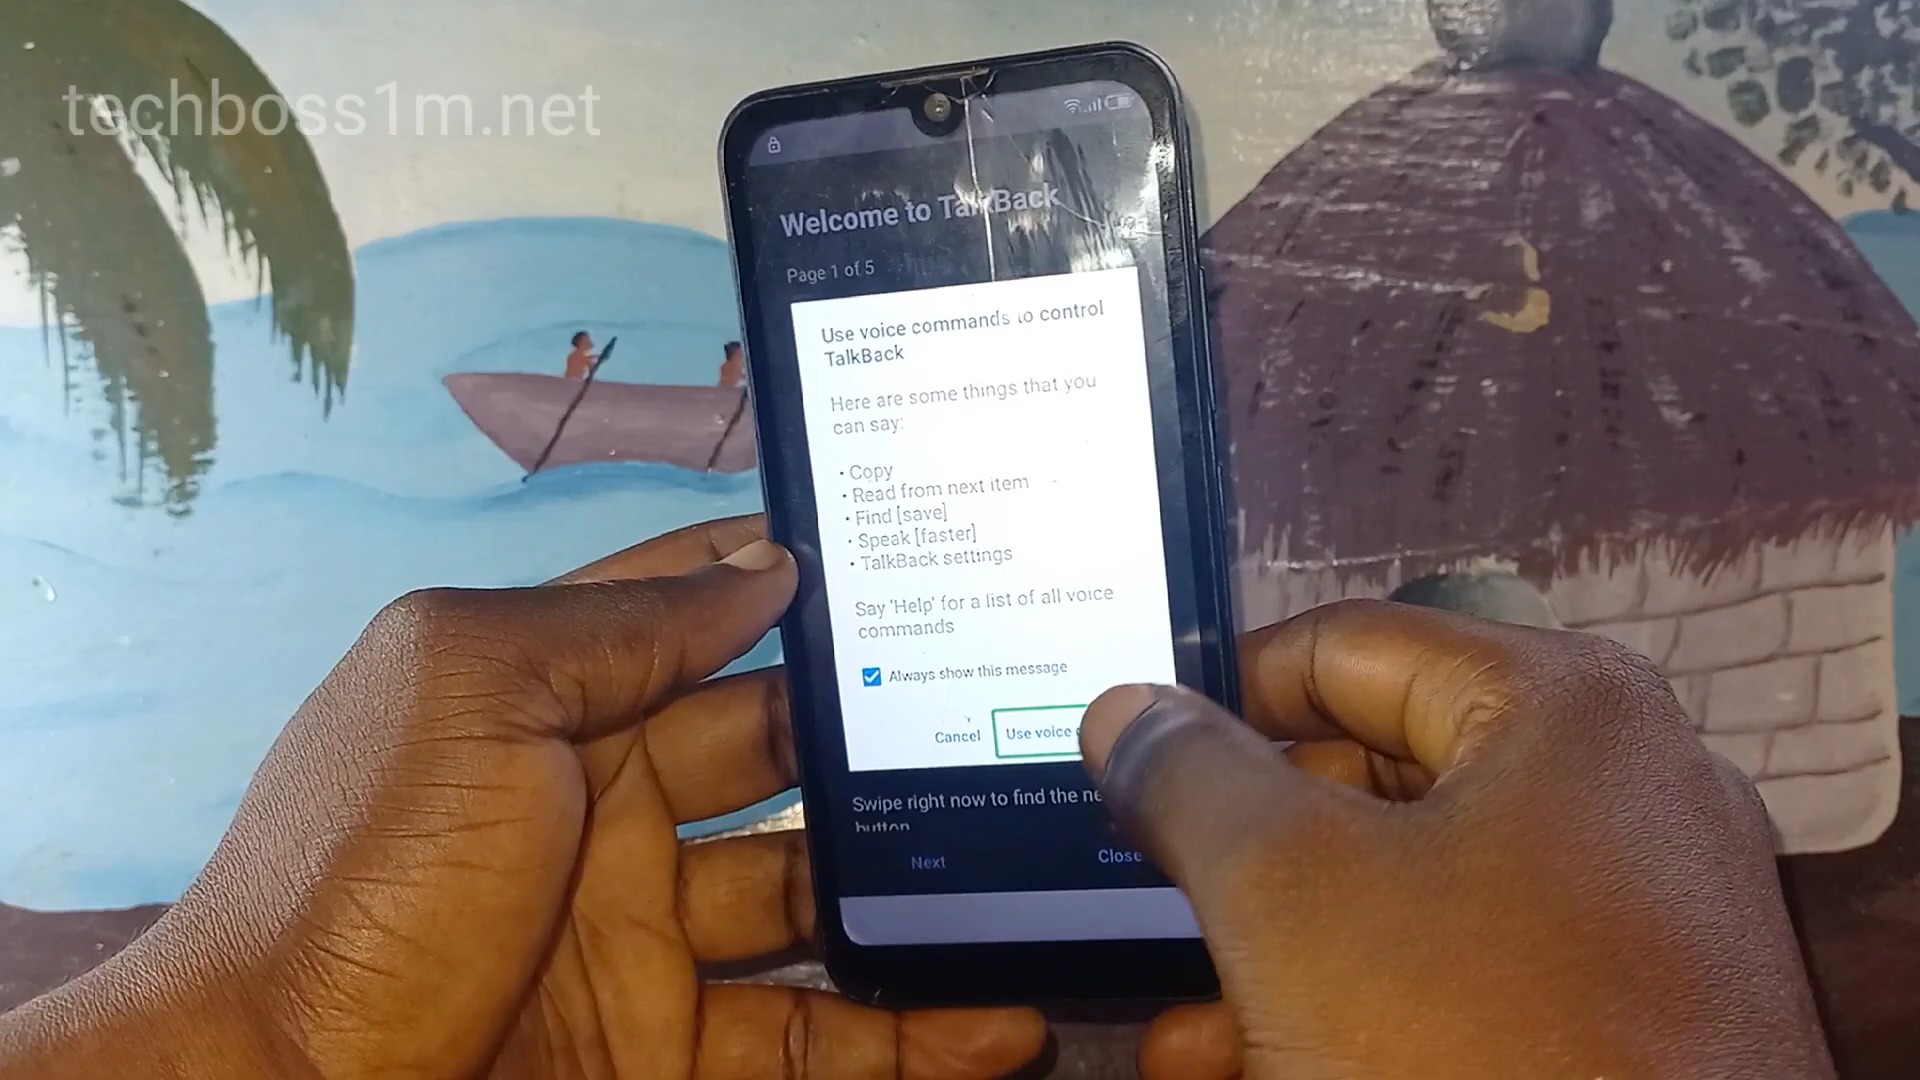 techboss1m.net
Welcome to TalkBack
Page 1 of 5
Use voice commands to control
TalkBack
Here are some things that you
can say:
• Copy
• Read from next item
• Find [save]
• Speak [faster]
• TalkBack settings
Say 'Help' for a list of all voice
commands
Always show this message
Cancel
Use voice
Swipe right now to find the
button
Next
Close